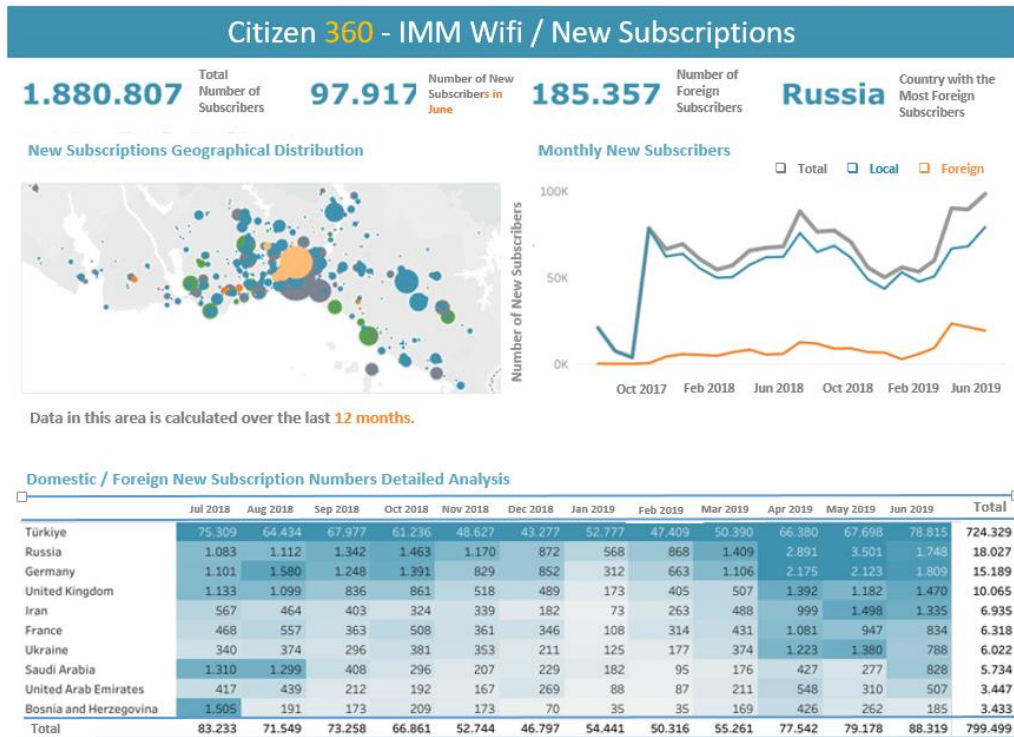 Citizen 360 - IMM Wifi / New Subscriptions
1.880.807
Total
Number of
Subscribers
97.917
Number of New
Subscribers in
June
185.357
Number of
Foreign
Subscribers
Russia
Country with the
Most Foreign
Subscribers
New Subscriptions Geographical Distribution
Data in this area is calculated over the last 12 months.
Monthly New Subscribers
Total Local Foreign
Number of New Subscribers
100K
50K
0K
Oct 2017 Feb 2018 Jun 2018 Oct 2018 Feb 2019 Jun 2019
Domestic / Foreign New Subscription Numbers Detailed Analysis
Jul 2018 Aug 2018 Sep 2018 Oct 2018 Nov 2018 Dec 2018 Jan 2019 Feb 2019 Mar 2019 Apr 2019 May 2019 Jun 2019 Total
Türkiye 75.309 64.434 67.977 61.236 48.627 43.277 52.777 47.409 50.390 66.380 67.698 78.815 724.329
Russia 1.083 1.112 1.342 1.463 1.170 872 568 868 1.409 2.891 3.501 1.748 18.027
Germany 1.101 1.580 1.248 1.391 829 852 312 663 1.106 2.175 2.123 1.809 15.189
United Kingdom 1.133 1.099 836 861 518 489 173 405 507 1.392 1.182 1.470 10.065
Iran 567 464 403 324 339 182 73 263 488 999 1.498 1.335 6.935
France 468 557 363 508 361 346 108 314 431 1.081 947 834 6.318
Ukraine 340 374 296 381 353 211 125 177 374 1.223 1.380 788 6.022
Saudi Arabia 1.310 1.299 408 296 207 229 182 95 176 427 277 828 5.734
United Arab Emirates 417 439 212 192 167 269 88 87 211 548 310 507 3.447
Bosnia and Herzegovina 1.505 191 173 209 173 70 35 35 169 426 262 185 3.433
Total 83.233 71.549 73.258 66.861 52.744 46.797 54.441 50.316 55.261 77.542 79.178 88.319 799.499